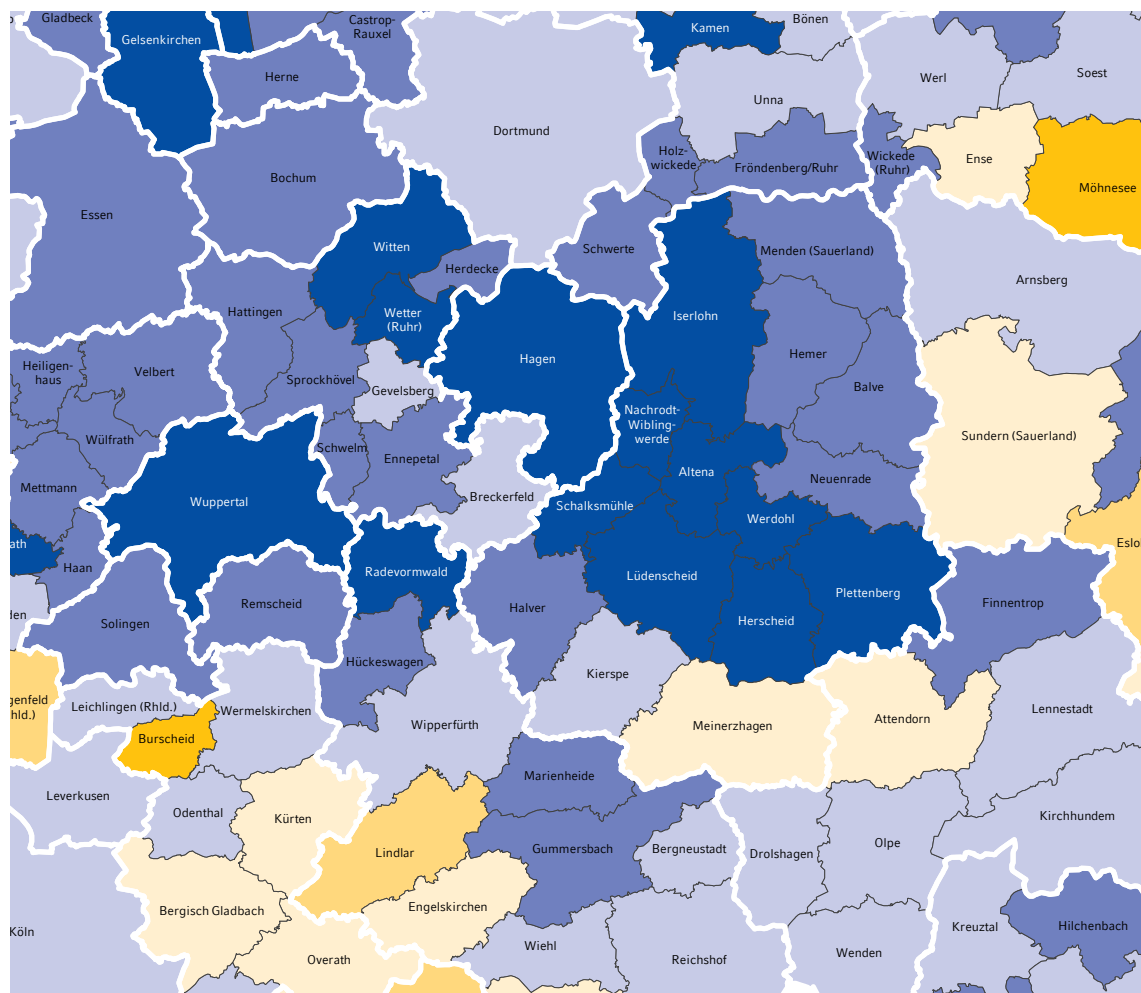 Gladbeck
Castrop-
Rauxel
Bönen
Gelsenkirchen
Kamen
Herne
Werl
Soest
Unna
Dortmund
Holz-
wickede
Fröndenberg/Ruhr
Wickede
(Ruhr)
Ense
Möhnesee
Bochum
Essen
Witten
Schwerte
Menden (Sauerland)
Herdecke
Arnsberg
Hattingen
Wetter
(Ruhr)
Iserlohn
Hemer
Hagen
Heiligen-
haus
Velbert
Sprockhövel
Gevelsberg
Balve
Nachrodt-
Wibling-
werde
Sundern (Sauerland)
Wülfrath
Schwelm
Ennepetal
Altena
Neuenrade
Mettmann
Wuppertal
Breckerfeld
Schalksmühle
Werdohl
ath
Eslo
Haan
Radevormwald
Lüdenscheid
Plettenberg
Finnentrop
Remscheid
Halver
Herscheid
den
Solingen
Hückeswagen
Kierspe
genfeld
hld.)
Leichlingen (Rhld.)
Wermelskirchen
Wipperfürth
Meinerzhagen
Attendorn
Lennestadt
Burscheid
Marienheide
Leverkusen
Odenthal
Kürten
Kirchhundem
Lindlar
Gummersbach
Bergneustadt
Drolshagen
Olpe
Bergisch Gladbach
Engelskirchen
Köln
Wiehl
Kreuztal
Hilchenbach
Overath
Reichshof
Wenden